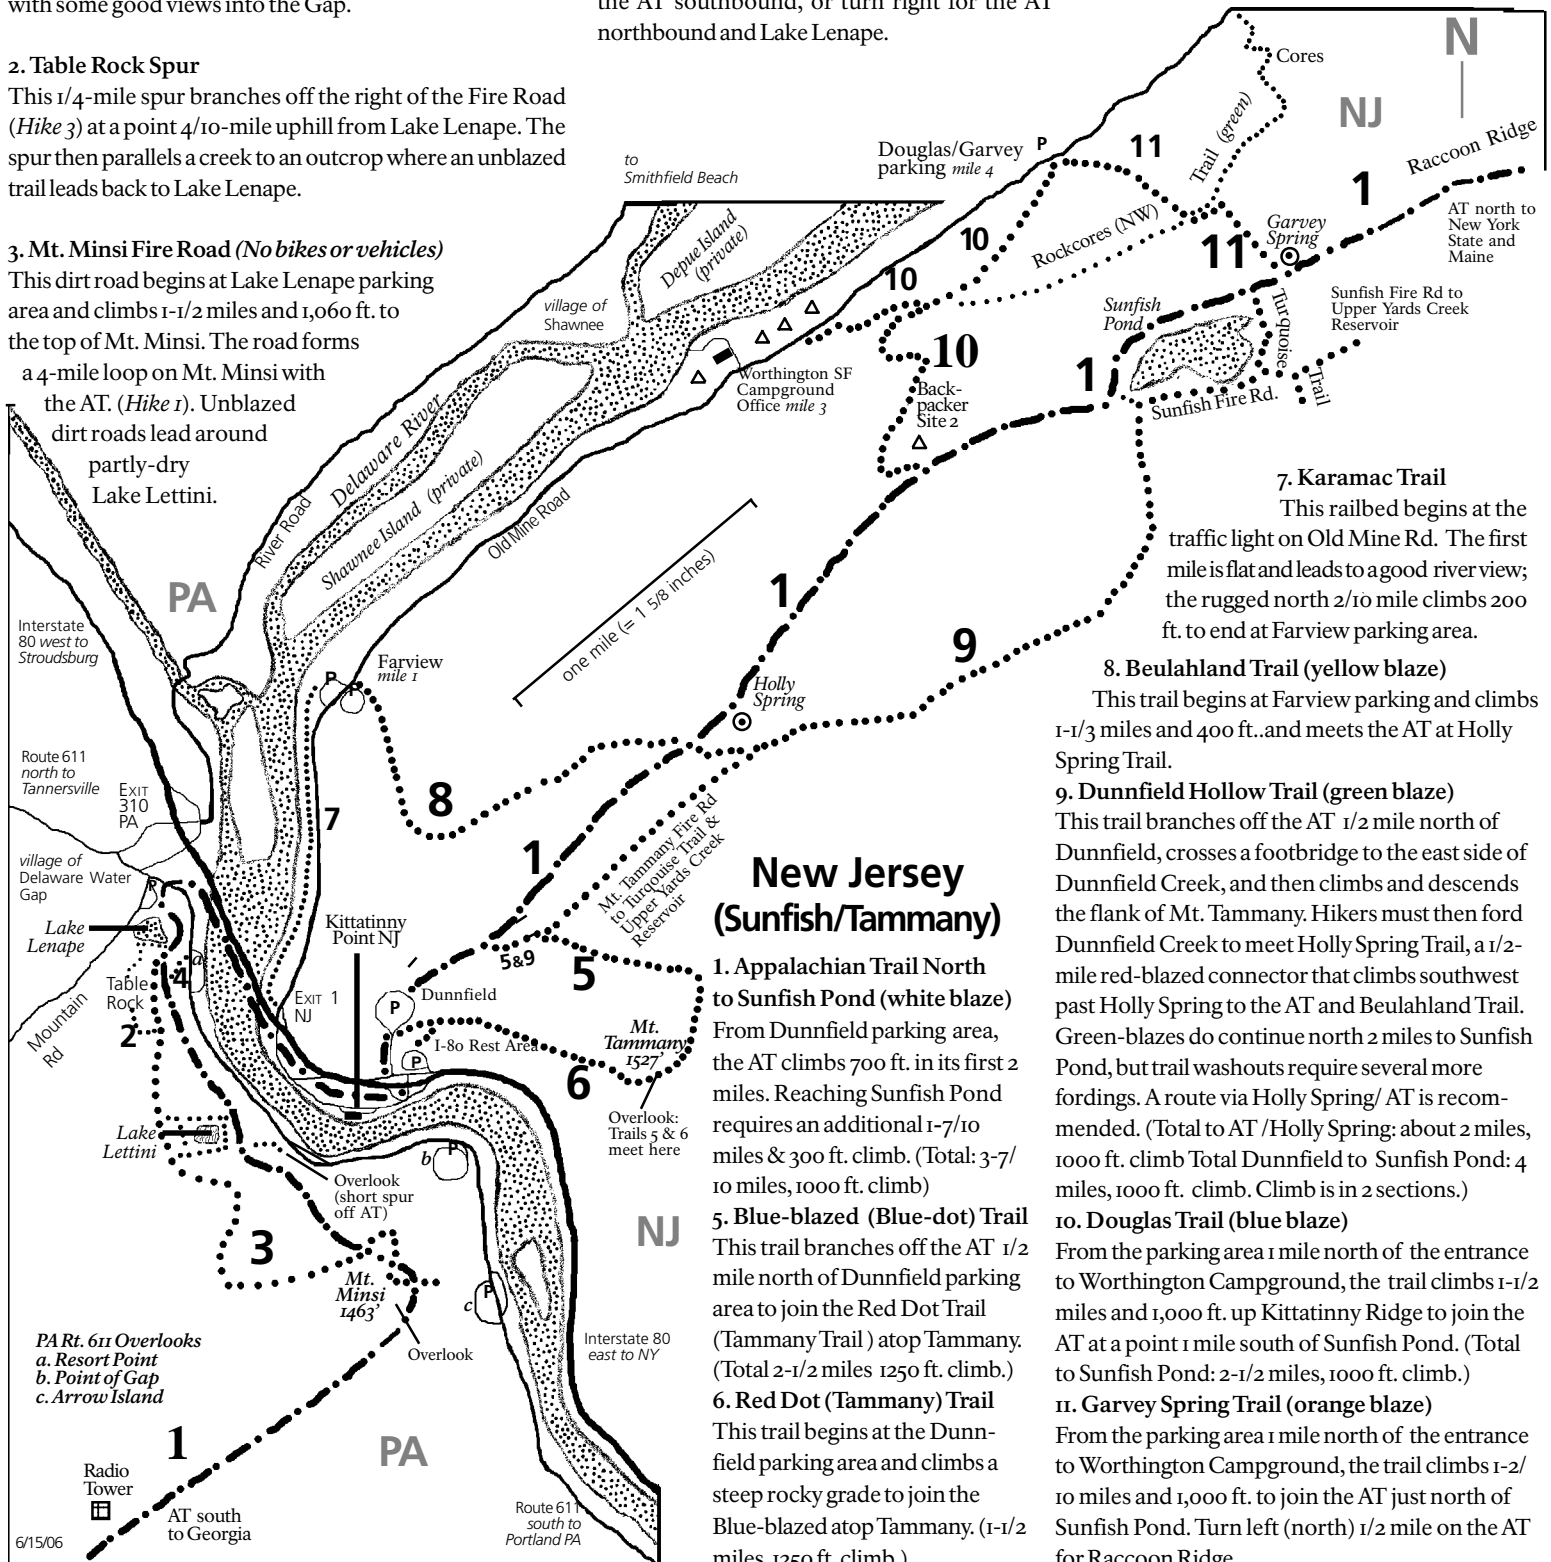 with some good views into the Gap.
2. Table Rock Spur
This 1/4-mile spur branches off the right of the Fire Road
(Hike 3) at a point 4/10-mile uphill from Lake Lenape. The
spur then parallels a creek to an outcrop where an unblazed
trail leads back to Lake Lenape.
3. Mt. Minsi Fire Road (No bikes or vehicles)
This dirt road begins at Lake Lenape parking
area and climbs 1-1/2 miles and 1,060 ft. to
the top of Mt. Minsi. The road forms
a 4-mile loop on Mt. Minsi with
the AT. (Hike 1). Unblazed
dirt roads lead around
partly-dry
Lake Lettini.
the AT southbound, or turn right for the AT
northbound and Lake Lenape.
N
NJ
Cores
Trail (green)
Raccoon Ridge
1
AT north to
New York
State and
Maine
to
Smithfield Beach
Douglas/Garvey
parking mile 4
P
11
10
10
Rockcores (NW)
11
Garvey
Spring
Depue Island
(private)
village of
Shawnee
Sunfish
Pond
Turquoise
Trail
Sunfish Fire Rd to
Upper Yards Creek
Reservoir
1
Sunfish Fire Rd.
10
Back-
packer
Site 2
Worthington SF
Campground
Office mile 3
Delaware River
Shawnee Island (private)
River Road
Old Mine Road
one mile (= 1 5/8 inches)
PA
Interstate
80 west to
Stroudsburg
P
P
Farview
mile 1
1
9
Holly
Spring
8
7
1
Route 611
north to
Tannersville
EXIT
310
PA
village of
Delaware Water
Gap
P
Lake
Lenape
a
4
Table
Rock
2
Mountain
Rd
Kittatinny
Point NJ
EXIT 1
NJ
Mt. Tammany Fire Rd
to Turqouise Trail &
Upper Yards Creek
Reservoir
5&9
5
P
Dunnfield
I-80 Rest Area
P
Mt.
Tammany
1527'
6
Overlook:
Trails 5 & 6
meet here
Lake
Lettini
Overlook
(short spur
off AT)
b
P
3
Mt.
Minsi
1463'
c
P
Overlook
NJ
Interstate 80
east to NY
PA Rt. 611 Overlooks
a. Resort Point
b. Point of Gap
c. Arrow Island
1
PA
Radio
Tower
AT south
to Georgia
Route 611
south to
Portland PA
6/15/06
New Jersey
(Sunfish/Tammany)
1. Appalachian Trail North
to Sunfish Pond (white blaze)
From Dunnfield parking area,
the AT climbs 700 ft. in its first 2
miles. Reaching Sunfish Pond
requires an additional 1-7/10
miles & 300 ft. climb. (Total: 3-7/
10 miles, 1000 ft. climb)
5. Blue-blazed (Blue-dot) Trail
This trail branches off the AT 1/2
mile north of Dunnfield parking
area to join the Red Dot Trail
(Tammany Trail ) atop Tammany.
(Total 2-1/2 miles 1250 ft. climb.)
6. Red Dot (Tammany) Trail
This trail begins at the Dunn-
field parking area and climbs a
steep rocky grade to join the
Blue-blazed atop Tammany. (1-1/2
miles, 1250 ft. climb.)
7. Karamac Trail
This railbed begins at the
traffic light on Old Mine Rd. The first
mile is flat and leads to a good river view;
the rugged north 2/10 mile climbs 200
ft. to end at Farview parking area.
8. Beulahland Trail (yellow blaze)
This trail begins at Farview parking and climbs
1-1/3 miles and 400 ft..and meets the AT at Holly
Spring Trail.
9. Dunnfield Hollow Trail (green blaze)
This trail branches off the AT 1/2 mile north of
Dunnfield, crosses a footbridge to the east side of
Dunnfield Creek, and then climbs and descends
the flank of Mt. Tammany. Hikers must then ford
Dunnfield Creek to meet Holly Spring Trail, a 1/2-
mile red-blazed connector that climbs southwest
past Holly Spring to the AT and Beulahland Trail.
Green-blazes do continue north 2 miles to Sunfish
Pond, but trail washouts require several more
fordings. A route via Holly Spring/ AT is recom-
mended. (Total to AT /Holly Spring: about 2 miles,
1000 ft. climb Total Dunnfield to Sunfish Pond: 4
miles, 1000 ft. climb. Climb is in 2 sections.)
10. Douglas Trail (blue blaze)
From the parking area 1 mile north of the entrance
to Worthington Campground, the trail climbs 1-1/2
miles and 1,000 ft. up Kittatinny Ridge to join the
AT at a point 1 mile south of Sunfish Pond. (Total
to Sunfish Pond: 2-1/2 miles, 1000 ft. climb.)
11. Garvey Spring Trail (orange blaze)
From the parking area 1 mile north of the entrance
to Worthington Campground, the trail climbs 1-2/
10 miles and 1,000 ft. to join the AT just north of
Sunfish Pond. Turn left (north) 1/2 mile on the AT
for Raccoon Ridge